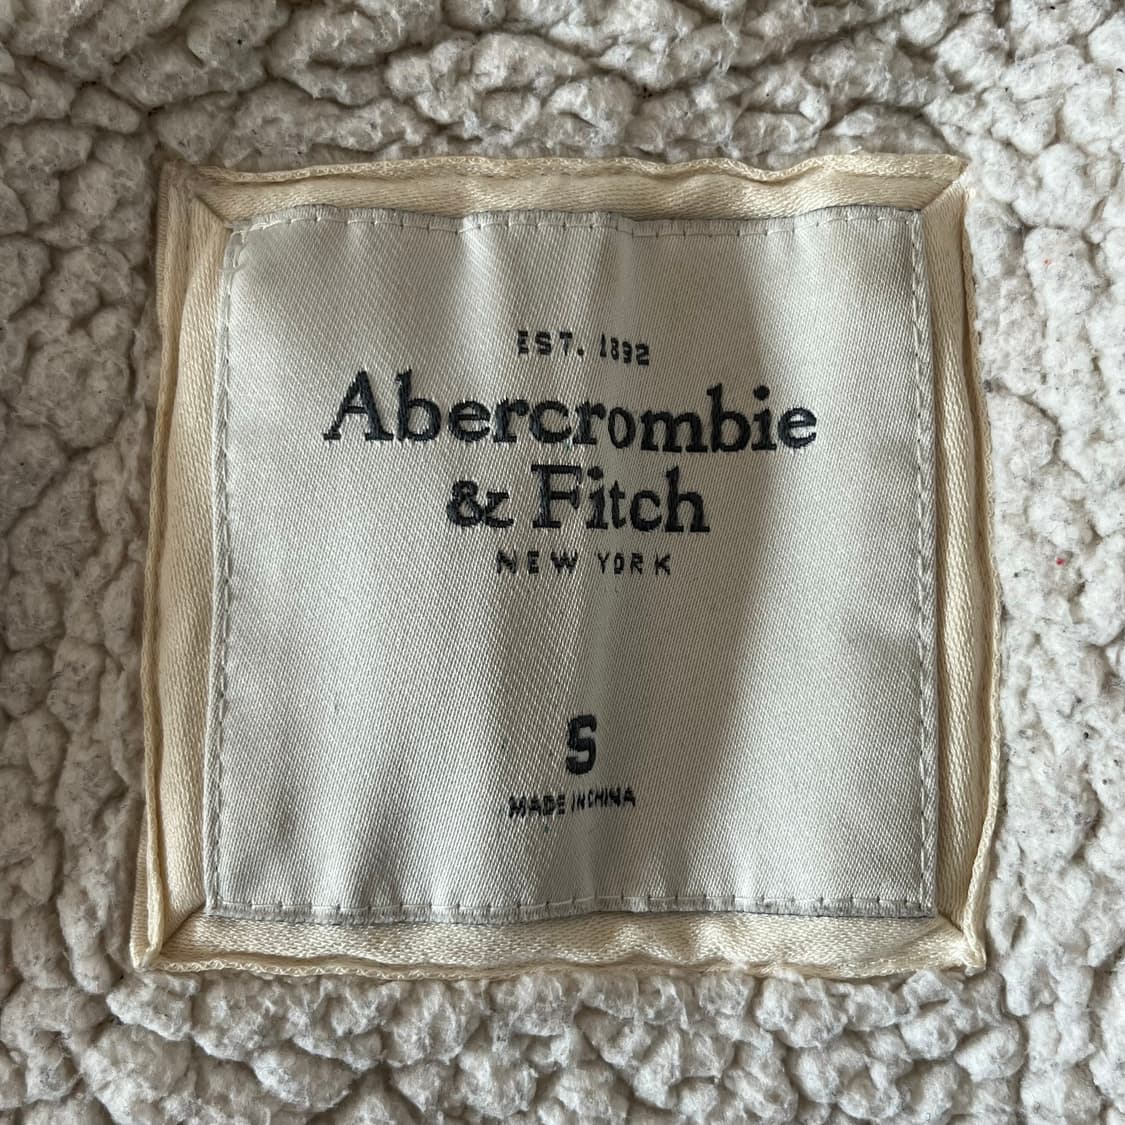 EST. 1892
Abercrombie
& Fitch
NEW YORK
S
MADE IN CHINA